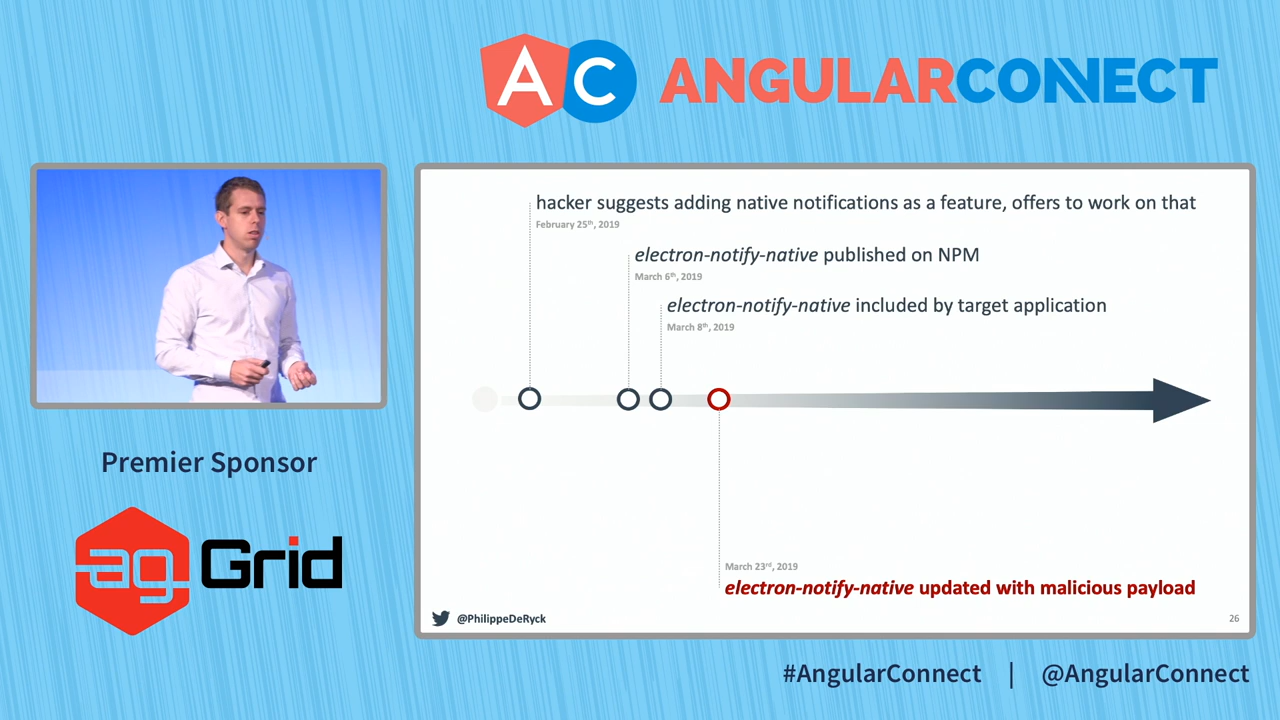 AC ANGULARCONNECT
hacker suggests adding native notifications as a feature, offers to work on that
February 25th, 2019
electron-notify-native published on NPM
March 6th, 2019
electron-notify-native included by target application
March 8th, 2019
March 23rd, 2019
electron-notify-native updated with malicious payload
@PhilippeDeRyck
26
Premier Sponsor
ag Grid
#AngularConnect | @AngularConnect